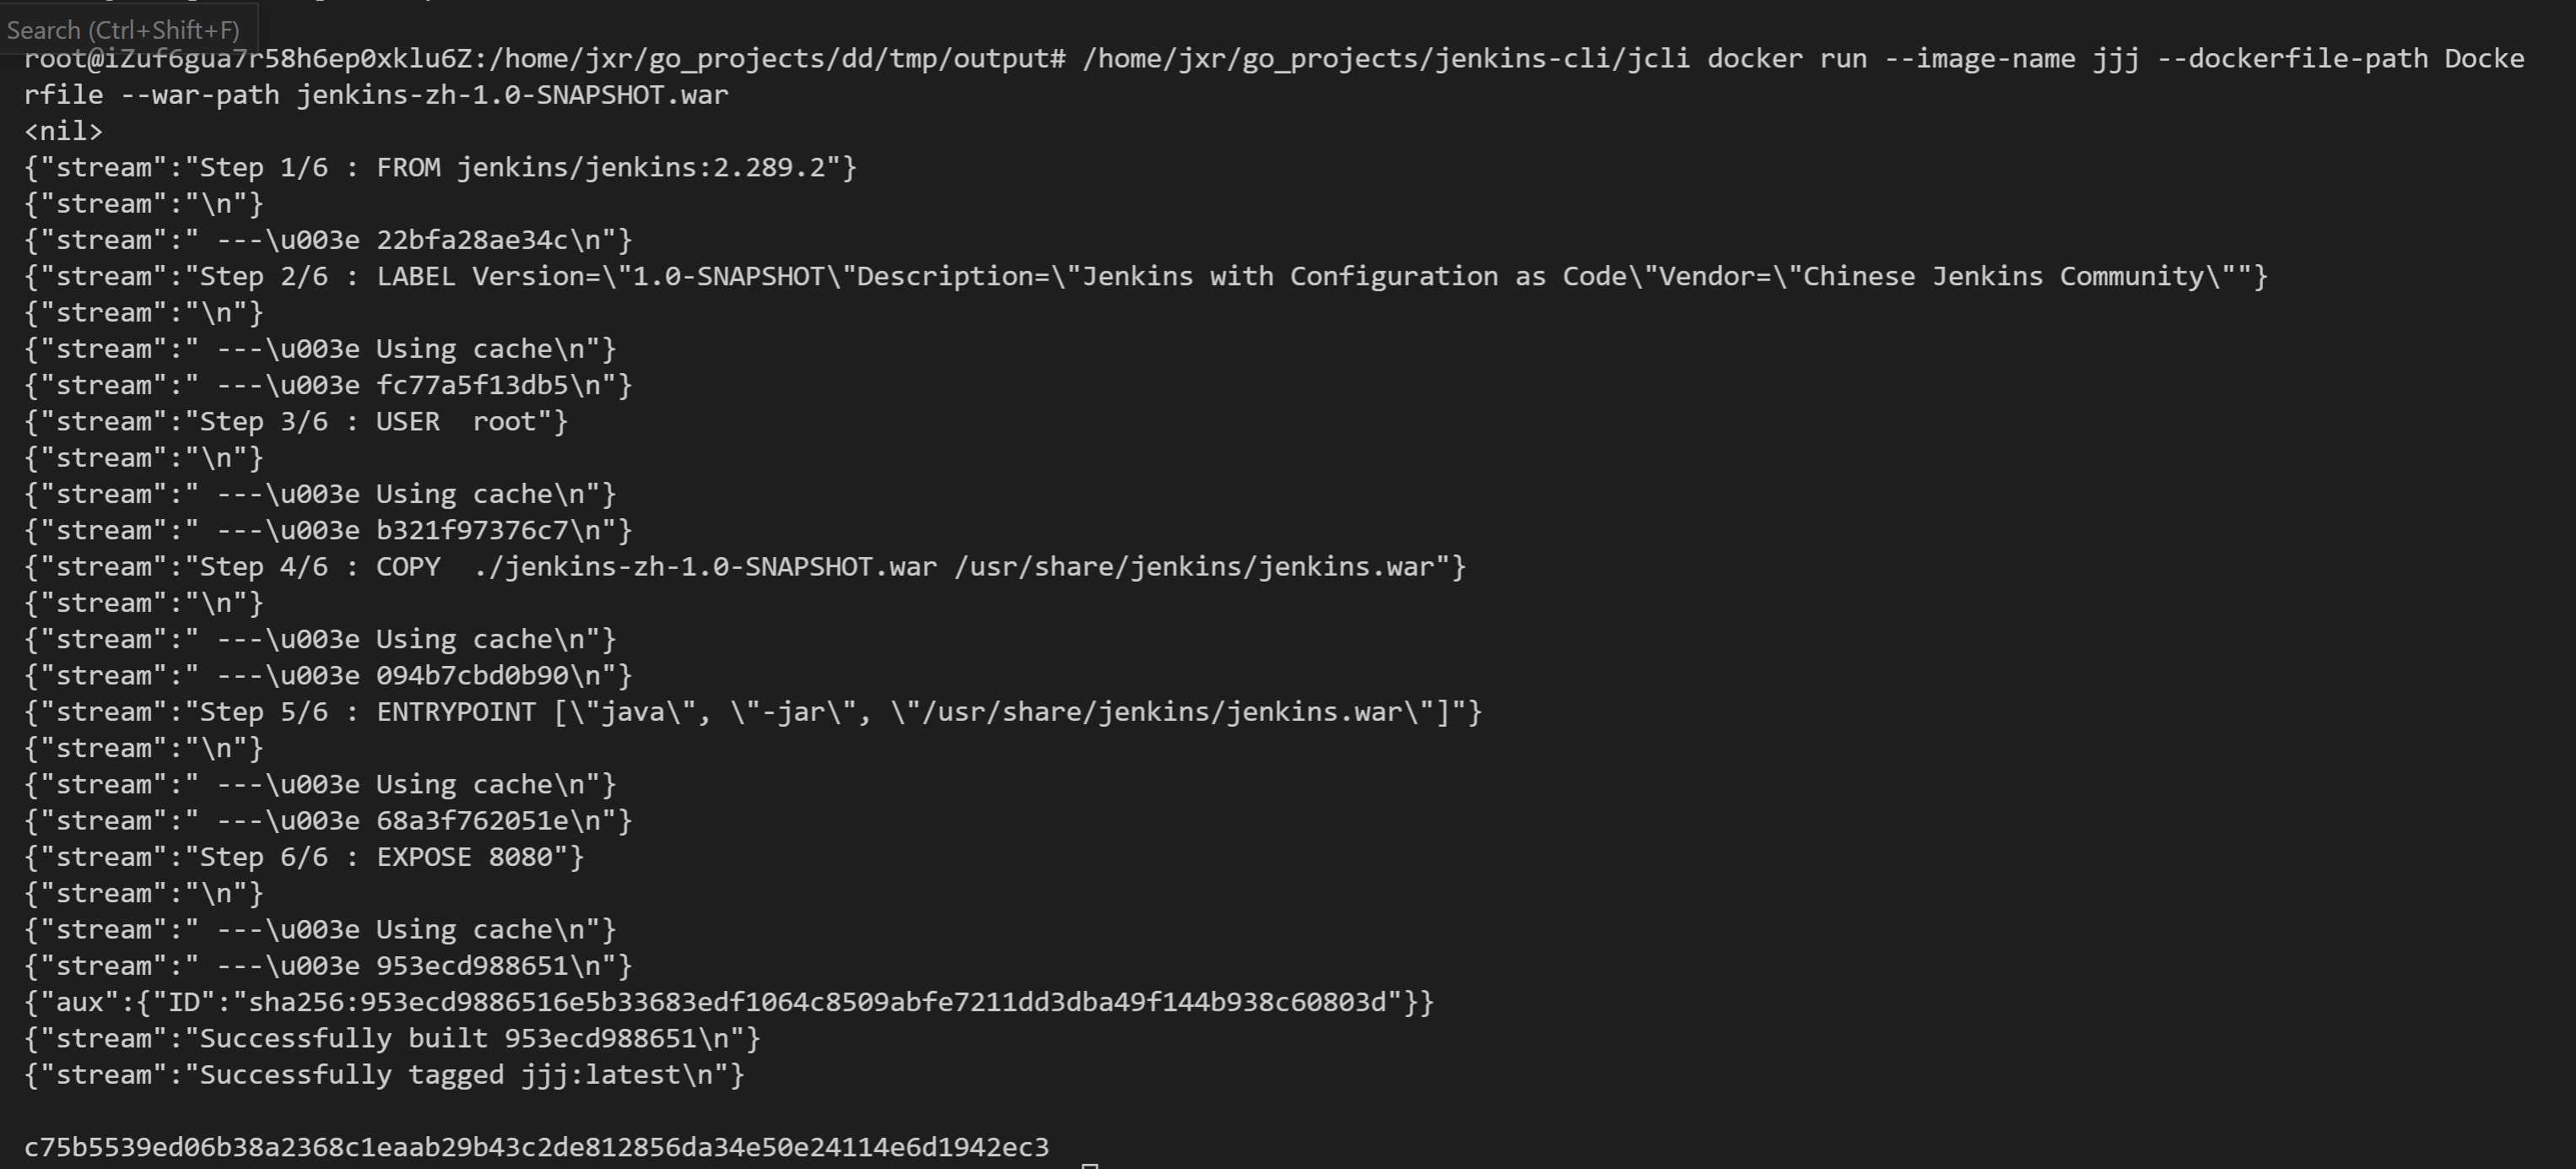 Search (Ctrl+Shift+F)
root@iZuf6gua7r58h6ep0xklu6Z:/home/jxr/go_projects/dd/tmp/output# /home/jxr/go_projects/jenkins-cli/jcli docker run --image-name jjj --dockerfile-path Docke
rfile --war-path jenkins-zh-1.0-SNAPSHOT.war
<nil>
{"stream":"Step 1/6 : FROM jenkins/jenkins:2.289.2"}
{"stream":"\n"}
{"stream":" ---\u003e 22bfa28ae34c\n"}
{"stream":"Step 2/6 : LABEL Version=\"1.0-SNAPSHOT\"Description=\"Jenkins with Configuration as Code\"Vendor=\"Chinese Jenkins Community\""}
{"stream":"\n"}
{"stream":" ---\u003e Using cache\n"}
{"stream":" ---\u003e fc77a5f13db5\n"}
{"stream":"Step 3/6 : USER  root"}
{"stream":"\n"}
{"stream":" ---\u003e Using cache\n"}
{"stream":" ---\u003e b321f97376c7\n"}
{"stream":"Step 4/6 : COPY  ./jenkins-zh-1.0-SNAPSHOT.war /usr/share/jenkins/jenkins.war"}
{"stream":"\n"}
{"stream":" ---\u003e Using cache\n"}
{"stream":" ---\u003e 094b7cbd0b90\n"}
{"stream":"Step 5/6 : ENTRYPOINT [\"java\", \"-jar\", \"/usr/share/jenkins/jenkins.war\"]"}
{"stream":"\n"}
{"stream":" ---\u003e Using cache\n"}
{"stream":" ---\u003e 68a3f762051e\n"}
{"stream":"Step 6/6 : EXPOSE 8080"}
{"stream":"\n"}
{"stream":" ---\u003e Using cache\n"}
{"stream":" ---\u003e 953ecd988651\n"}
{"aux":{"ID":"sha256:953ecd9886516e5b33683edf1064c8509abfe7211dd3dba49f144b938c60803d"}}
{"stream":"Successfully built 953ecd988651\n"}
{"stream":"Successfully tagged jjj:latest\n"}
c75b5539ed06b38a2368c1eaab29b43c2de812856da34e50e24114e6d1942ec3